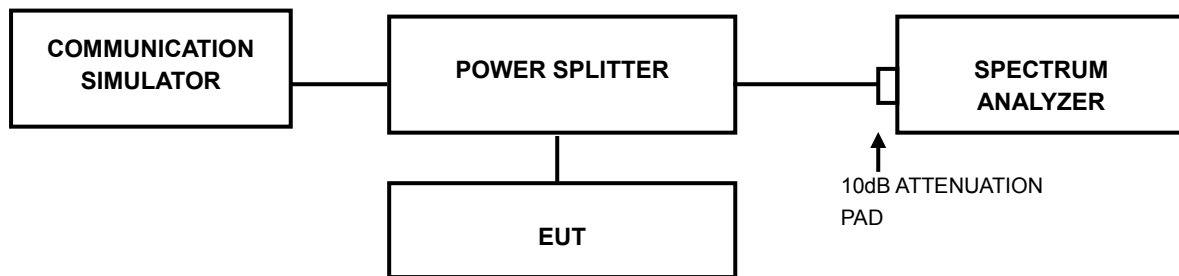 COMMUNICATION
SIMULATOR
POWER SPLITTER
SPECTRUM
ANALYZER
10dB ATTENUATION
PAD
EUT